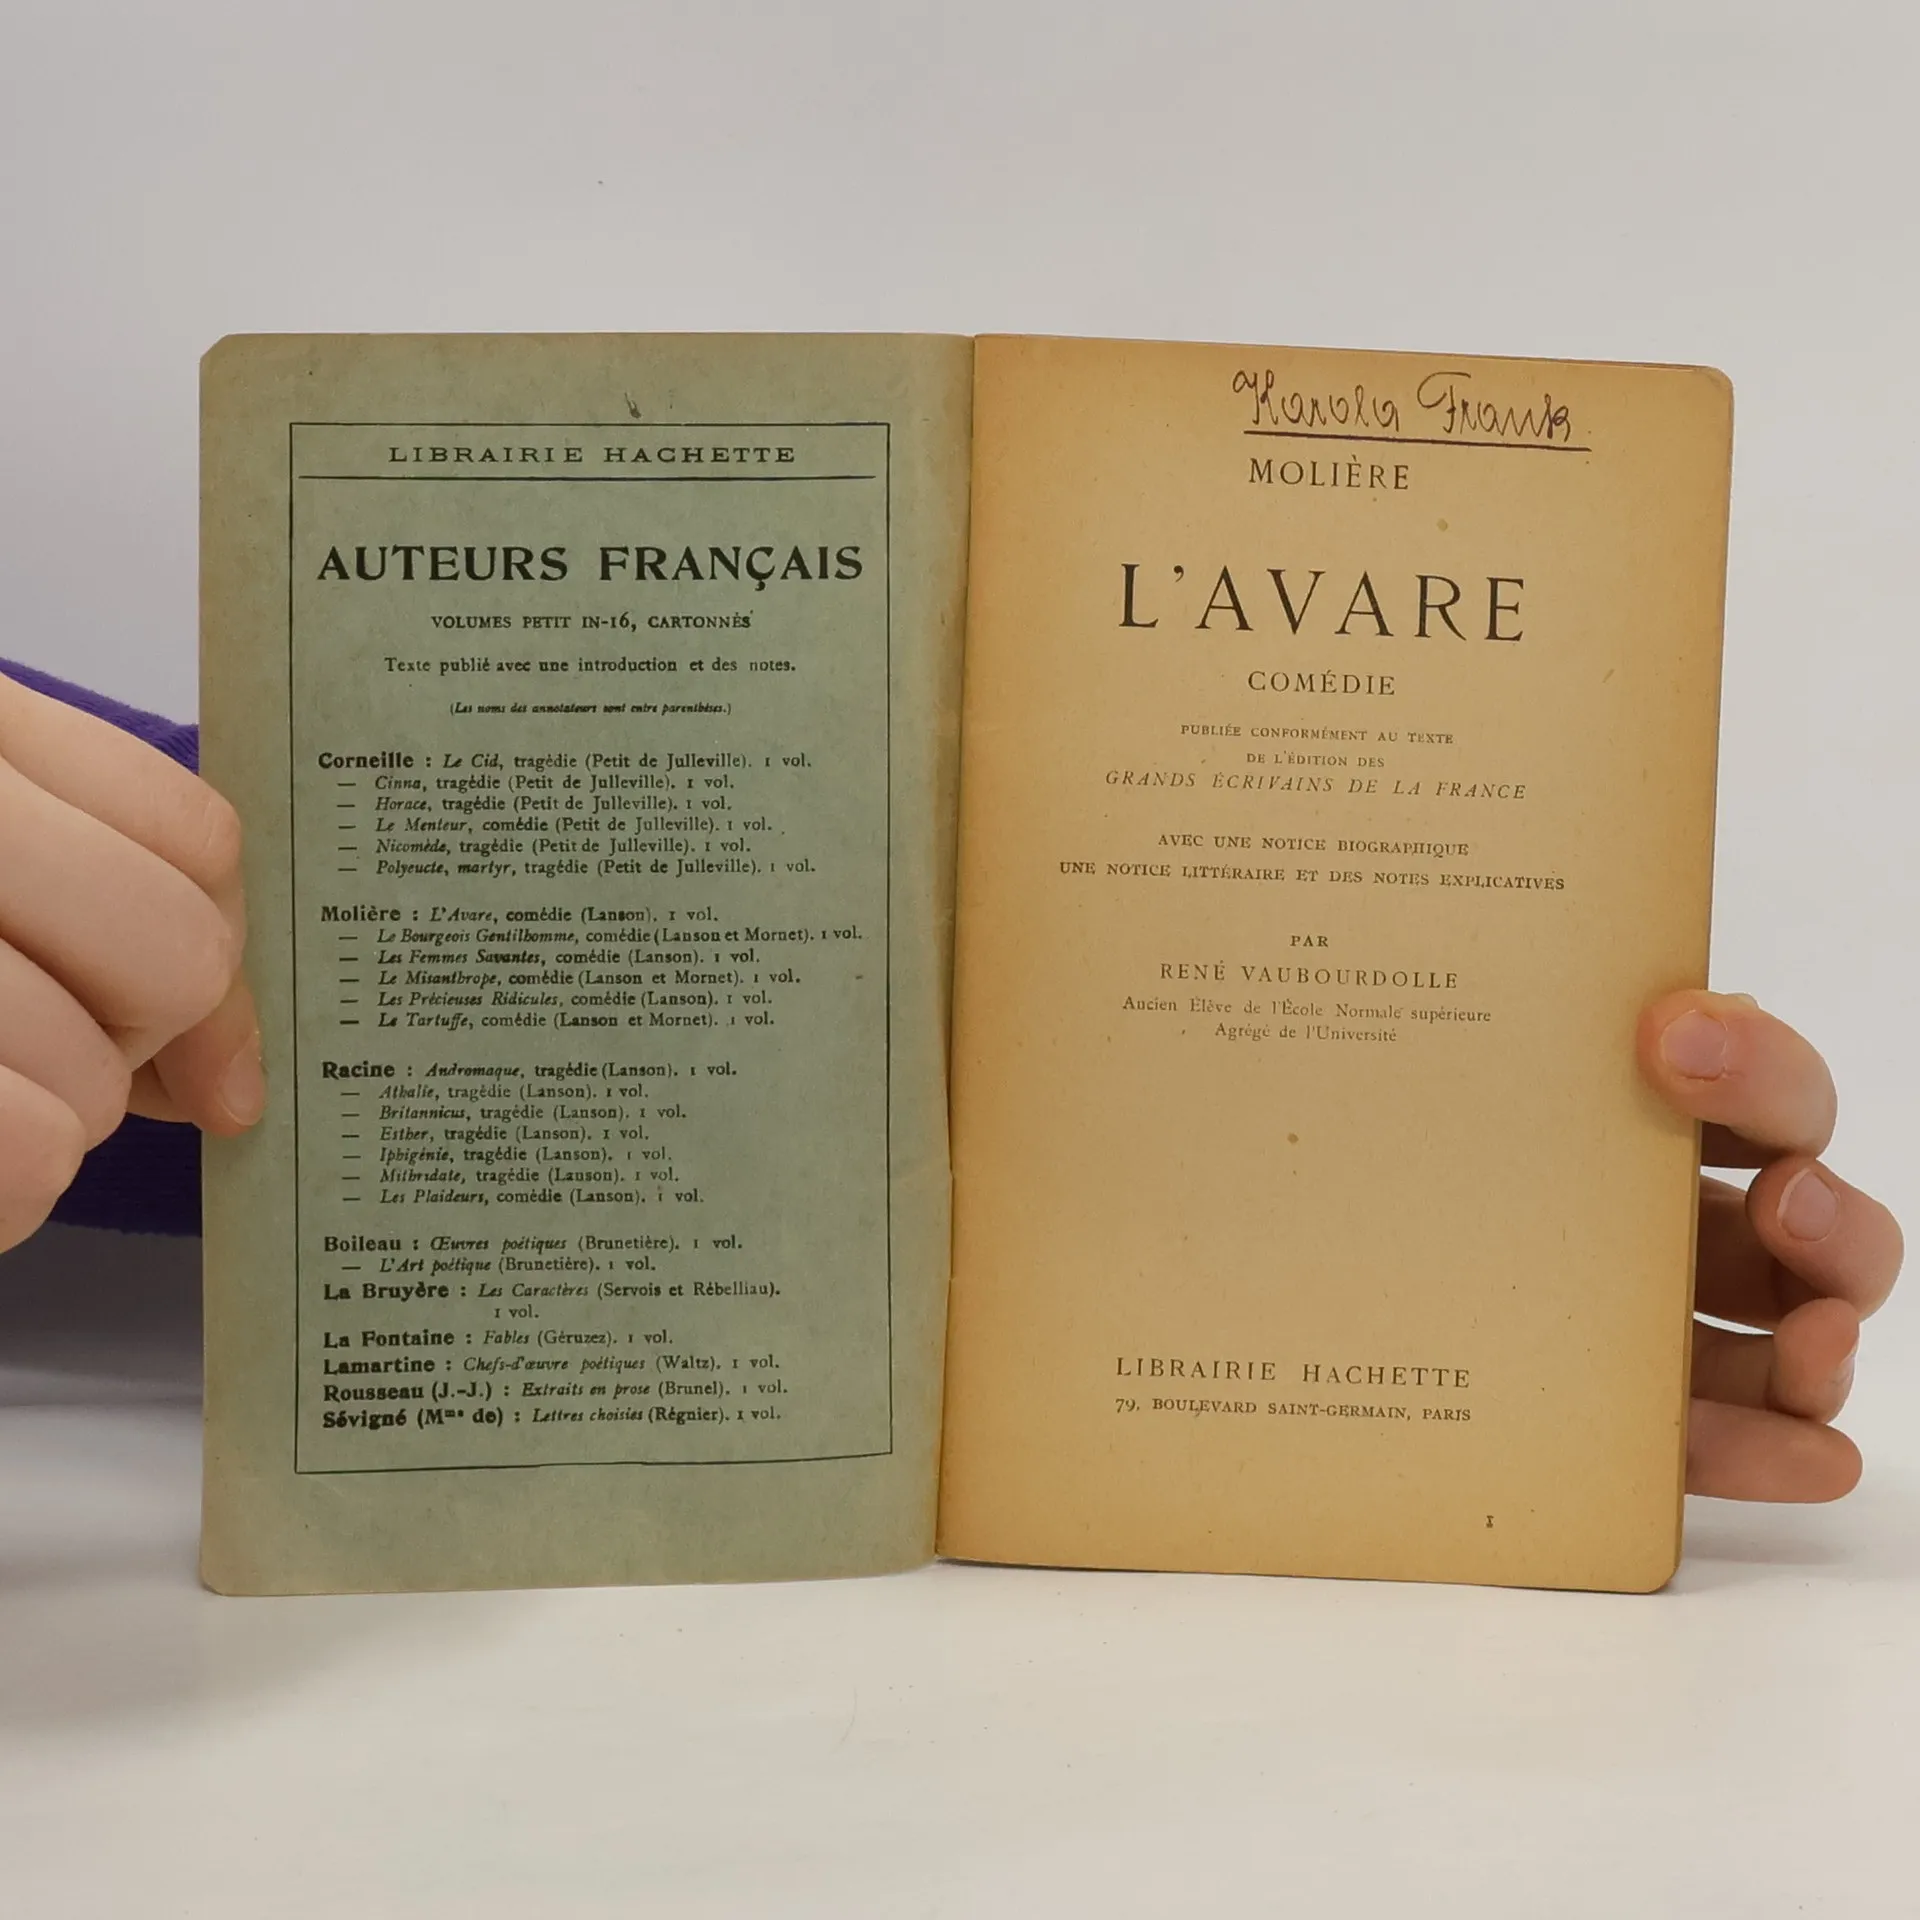 LIBRAIRIE HACHETTE
AUTEURS FRANÇAIS
VOLUMES PETIT IN-16, CARTONNÉS
Texte publié avec une introduction et des notes.
(Les noms des annotateurs sont entre parenthèses.)
Corneille : Le Cid, tragédie (Petit de Julleville). 1 vol.
— Cinna, tragédie (Petit de Julleville). 1 vol.
— Horace, tragédie (Petit de Julleville). 1 vol.
— Le Menteur, comédie (Petit de Julleville). 1 vol.
— Nicomède, tragédie (Petit de Julleville). 1 vol.
— Polyeucte, martyr, tragédie (Petit de Julleville). 1 vol.
Molière : L'Avare, comédie (Lanson). 1 vol.
— Le Bourgeois Gentilhomme, comédie (Lanson et Mornet). 1 vol.
— Les Femmes Savantes, comédie (Lanson). 1 vol.
— Le Misanthrope, comédie (Lanson et Mornet). 1 vol.
— Les Précieuses Ridicules, comédie (Lanson). 1 vol.
— Le Tartuffe, comédie (Lanson et Mornet). 1 vol.
Racine : Andromaque, tragédie (Lanson). 1 vol.
— Athalie, tragédie (Lanson). 1 vol.
— Britannicus, tragédie (Lanson). 1 vol.
— Esther, tragédie (Lanson). 1 vol.
— Iphigénie, tragédie (Lanson). 1 vol.
— Mithridate, tragédie (Lanson). 1 vol.
— Les Plaideurs, comédie (Lanson). 1 vol.
Boileau : Œuvres poétiques (Brunetière). 1 vol.
— L'Art poétique (Brunetière). 1 vol.
La Bruyère : Les Caractères (Servois et Rébelliau).
1 vol.
La Fontaine : Fables (Géruzez). 1 vol.
Lamartine : Chefs-d'œuvre poétiques (Waltz). 1 vol.
Rousseau (J.-J.) : Extraits en prose (Brunel). 1 vol.
Sévigné (Mme de) : Lettres choisies (Régnier). 1 vol.
Karola Frank
MOLIÈRE
L'AVARE
COMÉDIE
PUBLIÉE CONFORMÉMENT AU TEXTE
DE L'ÉDITION DES
GRANDS ÉCRIVAINS DE LA FRANCE
AVEC UNE NOTICE BIOGRAPHIQUE
UNE NOTICE LITTÉRAIRE ET DES NOTES EXPLICATIVES
PAR
RENÉ VAUBOURDOLLE
Ancien Élève de l'École Normale supérieure
Agrégé de l'Université
LIBRAIRIE HACHETTE
79, BOULEVARD SAINT-GERMAIN, PARIS
1